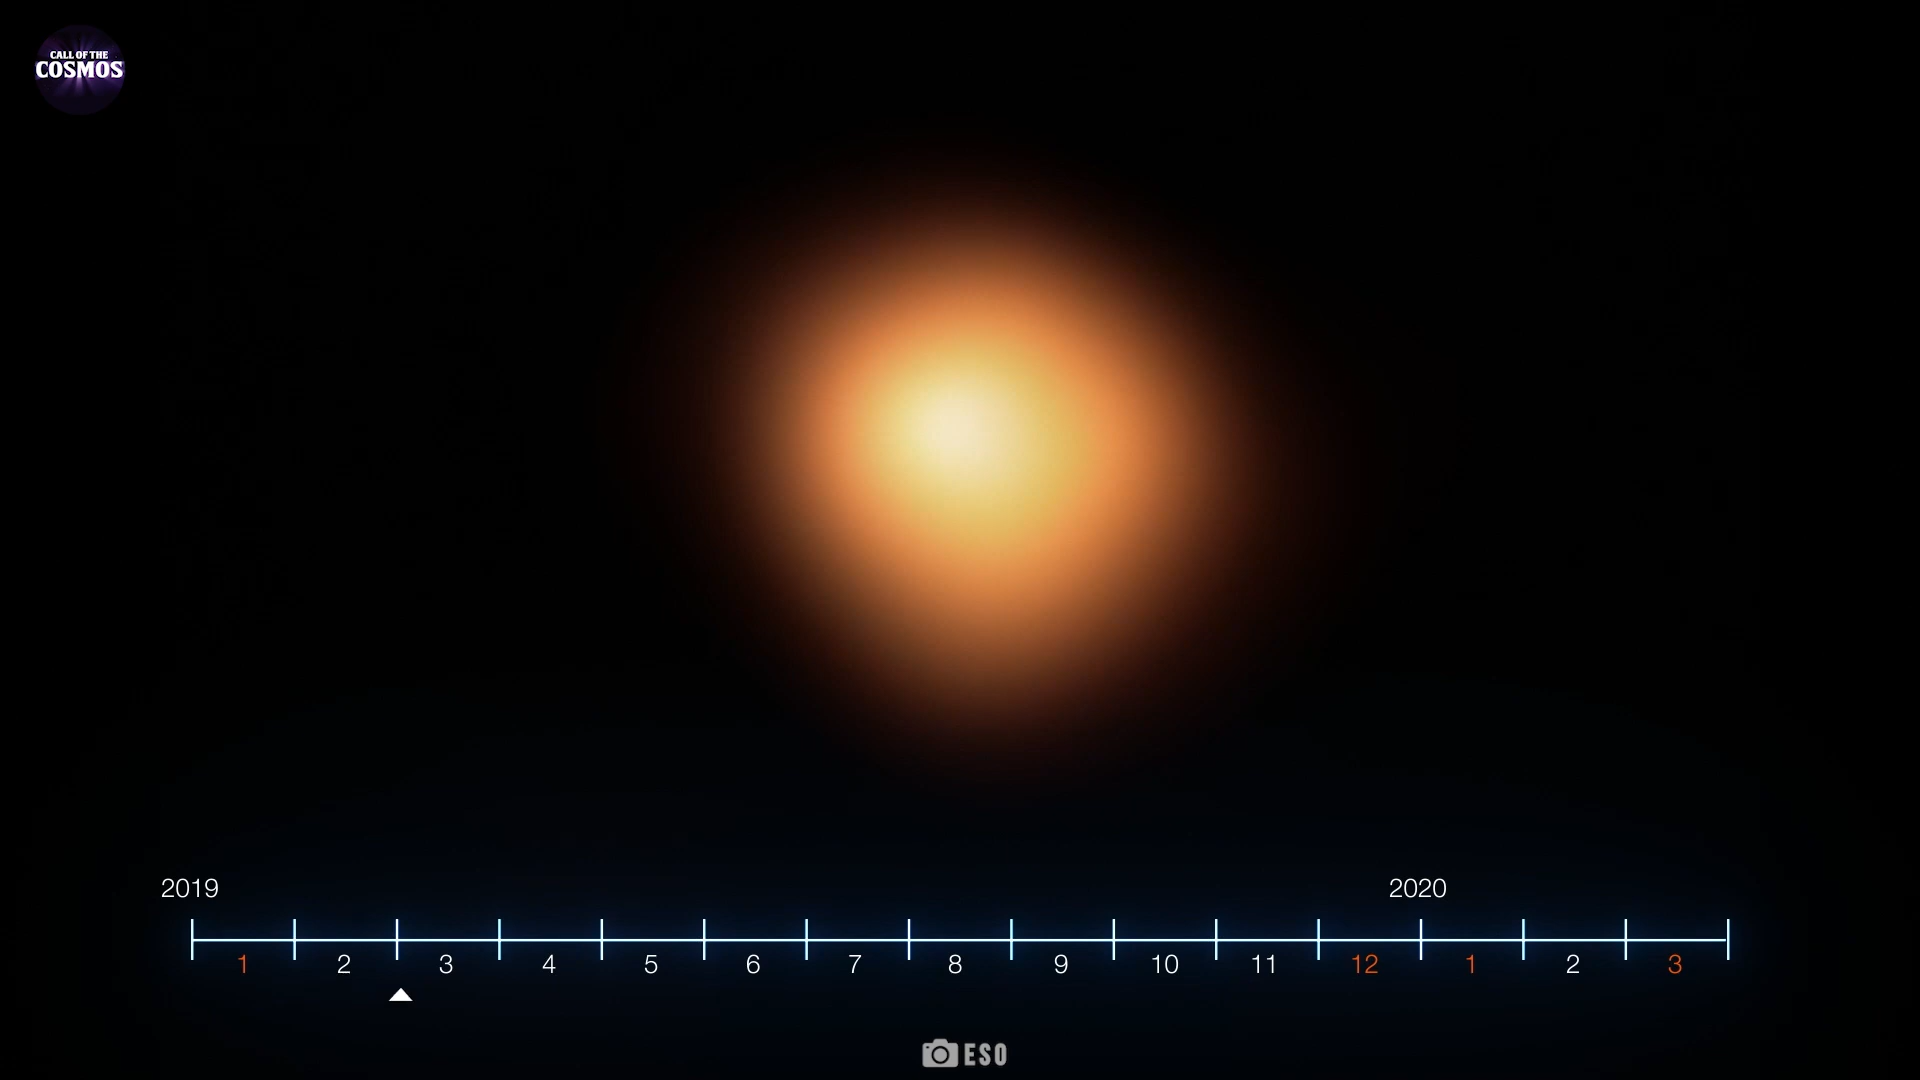 CALL OF THE
COSMOS
2019 2020
1 2 3 4 5 6 7 8 9 10 11 12 1 2 3
ESO